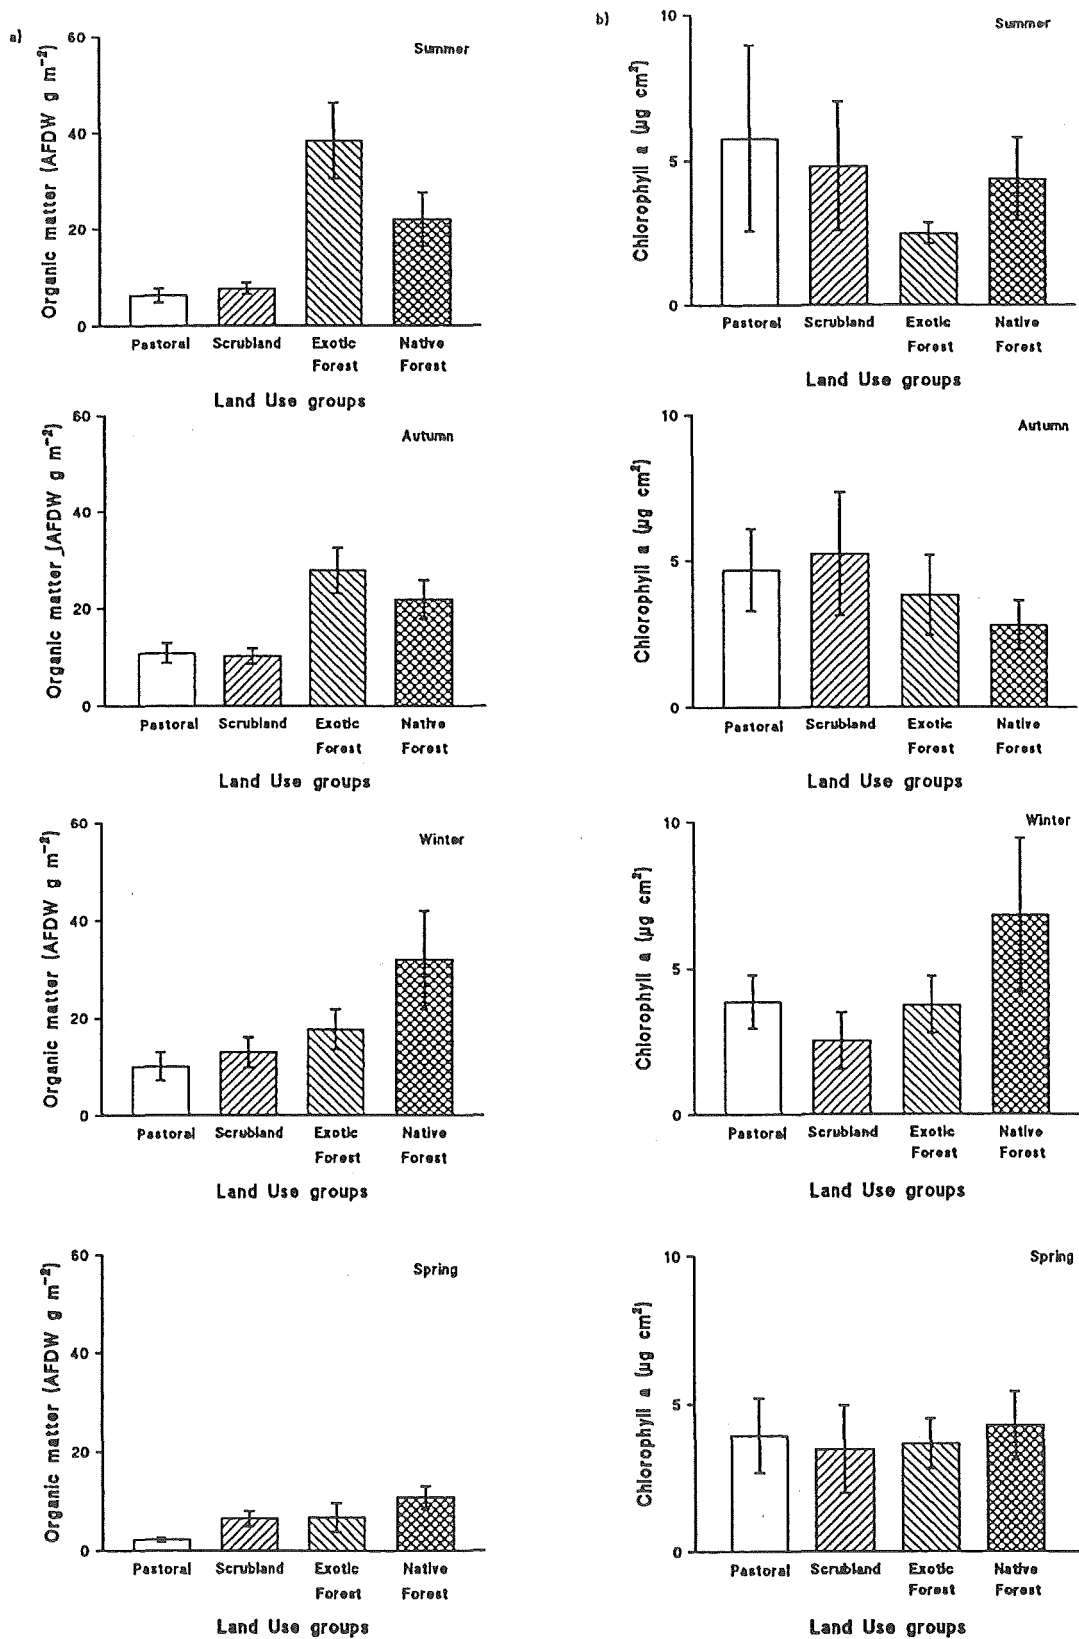 a)
Summer
Organic matter (AFDW g m⁻²)
60
40
20
0
Pastoral Scrubland Exotic Native
Forest Forest
Land Use groups
Autumn
Organic matter (AFDW g m⁻²)
60
40
20
0
Pastoral Scrubland Exotic Native
Forest Forest
Land Use groups
Winter
Organic matter (AFDW g m⁻²)
60
40
20
0
Pastoral Scrubland Exotic Native
Forest Forest
Land Use groups
Spring
Organic matter (AFDW g m⁻²)
60
40
20
0
Pastoral Scrubland Exotic Native
Forest Forest
Land Use groups
b)
Summer
Chlorophyll a (µg cm²)
10
5
0
Pastoral Scrubland Exotic Native
Forest Forest
Land Use groups
Autumn
Chlorophyll a (µg cm²)
10
5
0
Pastoral Scrubland Exotic Native
Forest Forest
Land Use groups
Winter
Chlorophyll a (µg cm²)
10
5
0
Pastoral Scrubland Exotic Native
Forest Forest
Land Use groups
Spring
Chlorophyll a (µg cm²)
10
5
0
Pastoral Scrubland Exotic Native
Forest Forest
Land Use groups